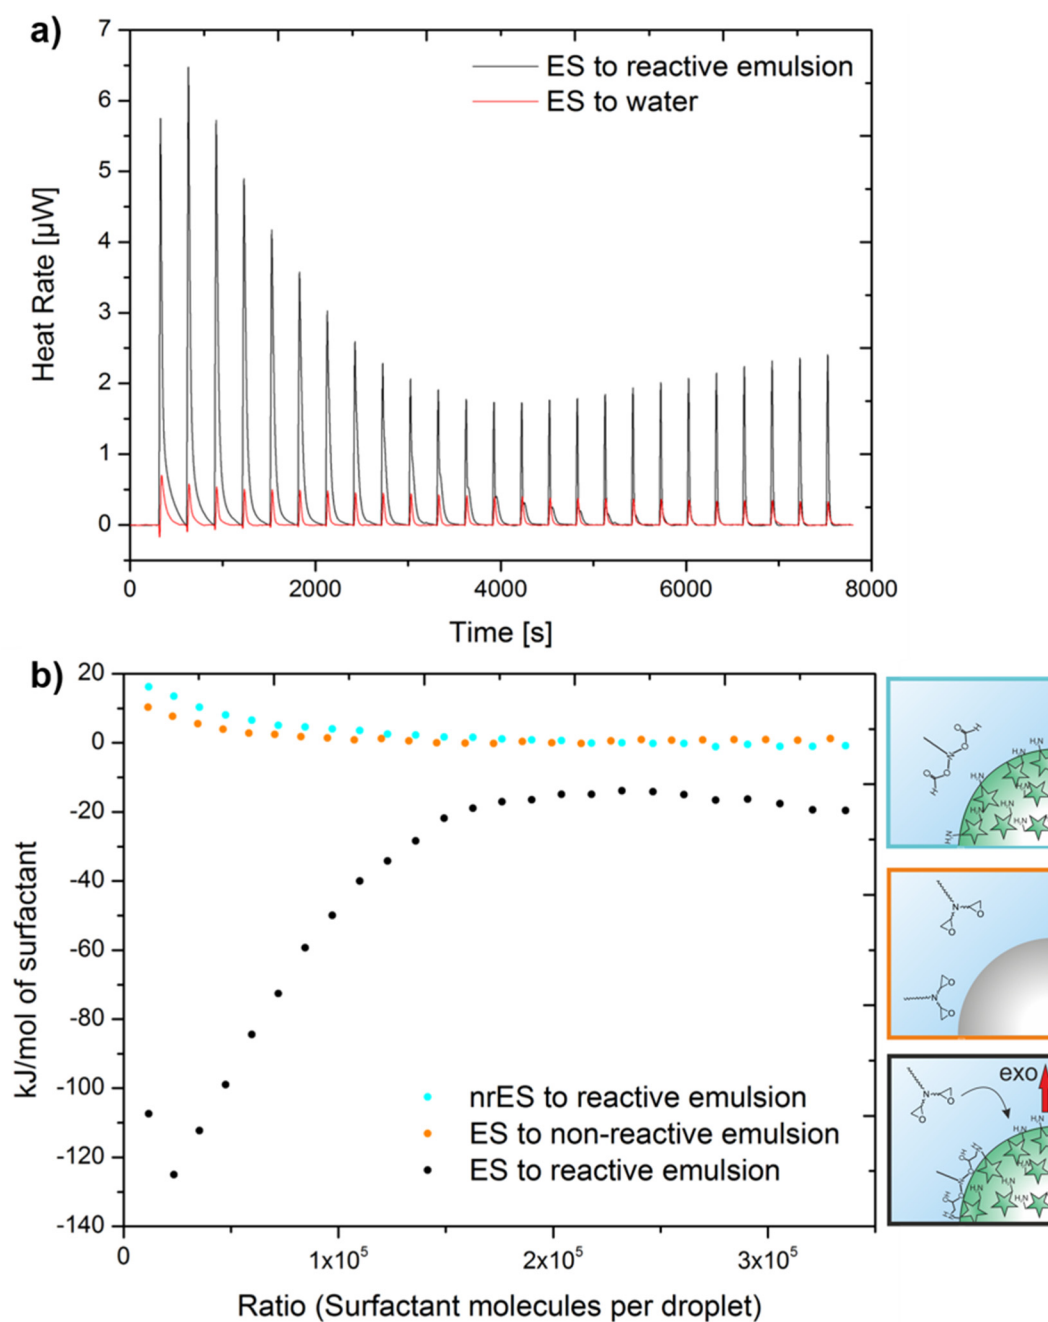 a)
7
6
5
4
3
2
1
0
Heat Rate [µW]
ES to reactive emulsion
ES to water
0 2000 4000 6000 8000
Time [s]
b)
20
0
-20
-40
-60
-80
-100
-120
-140
kJ/mol of surfactant
nrES to reactive emulsion
ES to non-reactive emulsion
ES to reactive emulsion
0 1x10⁵ 2x10⁵ 3x10⁵
Ratio (Surfactant molecules per droplet)
exo